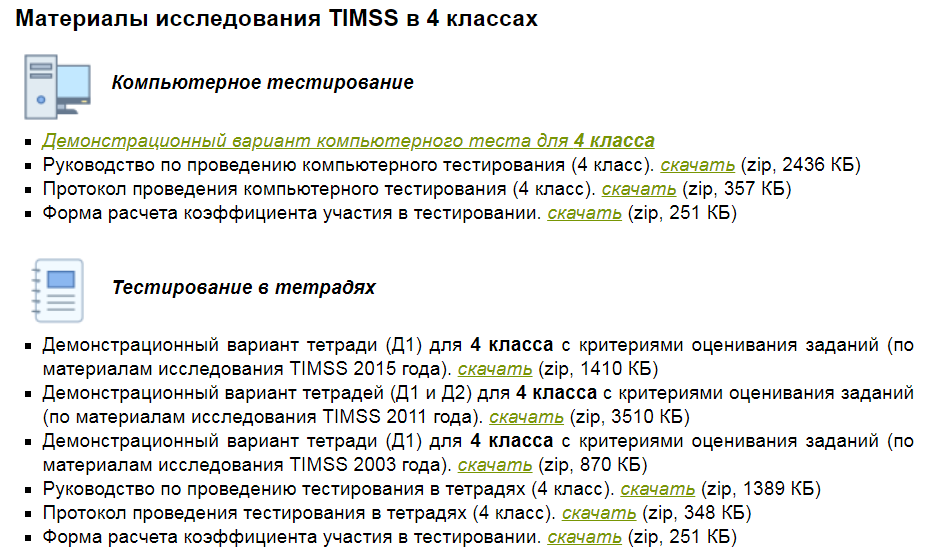 Материалы исследования TIMSS в 4 классах
Компьютерное тестирование
Демонстрационный вариант компьютерного теста для 4 класса
Руководство по проведению компьютерного тестирования (4 класс). скачать (zip, 2436 КБ)
Протокол проведения компьютерного тестирования (4 класс). скачать (zip, 357 КБ)
Форма расчета коэффициента участия в тестировании. скачать (zip, 251 КБ)
Тестирование в тетрадях
Демонстрационный вариант тетради (Д1) для 4 класса с критериями оценивания заданий (по
материалам исследования TIMSS 2015 года). скачать (zip, 1410 КБ)
Демонстрационный вариант тетрадей (Д1 и Д2) для 4 класса с критериями оценивания заданий
(по материалам исследования TIMSS 2011 года). скачать (zip, 3510 КБ)
Демонстрационный вариант тетради (Д1) для 4 класса с критериями оценивания заданий (по
материалам исследования TIMSS 2003 года). скачать (zip, 870 КБ)
Руководство по проведению тестирования в тетрадях (4 класс). скачать (zip, 1389 КБ)
Протокол проведения тестирования в тетрадях (4 класс). скачать (zip, 348 КБ)
Форма расчета коэффициента участия в тестировании. скачать (zip, 251 КБ)